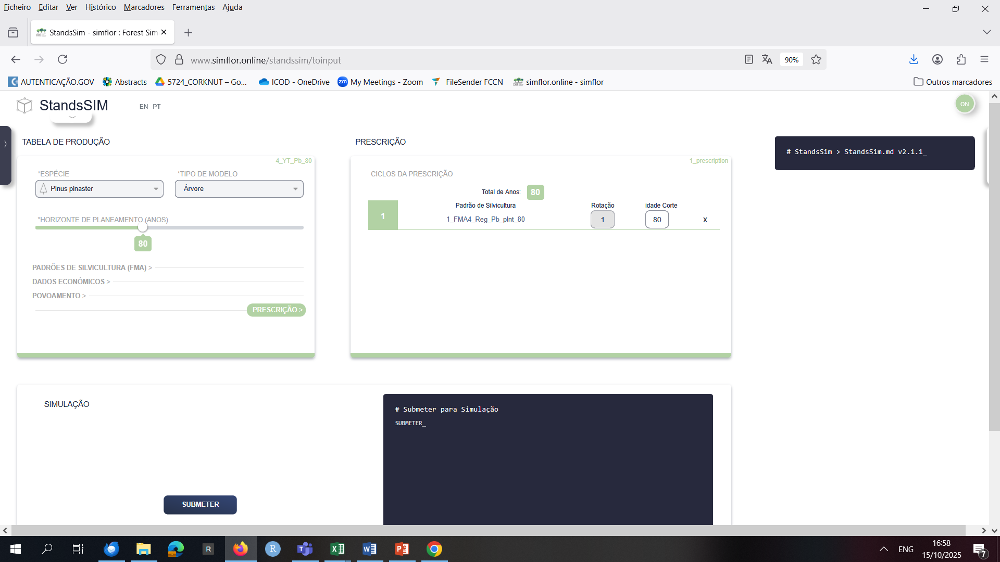 Ficheiro Editar Ver Histórico Marcadores Ferramentas Ajuda
StandsSim - simflor : Forest Sim
www.simflor.online/standssim/toinput
90%
AUTENTICAÇÃO.GOV Abstracts 5724_CORKNUT – Go... ICOD - OneDrive zm My Meetings - Zoom FileSender FCCN simflor.online - simflor Outros marcadores
StandsSIM
EN PT
ON
TABELA DE PRODUÇÃO
4_YT_Pb_80
*ESPÉCIE *TIPO DE MODELO
Pinus pinaster Árvore
*HORIZONTE DE PLANEAMENTO (ANOS)
80
PADRÕES DE SILVICULTURA (FMA) >
DADOS ECONÓMICOS >
POVOAMENTO >
PRESCRIÇÃO >
PRESCRIÇÃO
1_prescription
CICLOS DA PRESCRIÇÃO
Total de Anos: 80
Padrão de Silvicultura Rotação idade Corte
1 1_FMA4_Reg_Pb_plnt_80 1 80 X
# StandsSim > StandsSim.md v2.1.1_
SIMULAÇÃO
SUBMETER
# Submeter para Simulação
SUBMETER_
R R T X W P
ENG
16:58
15/10/2025
7